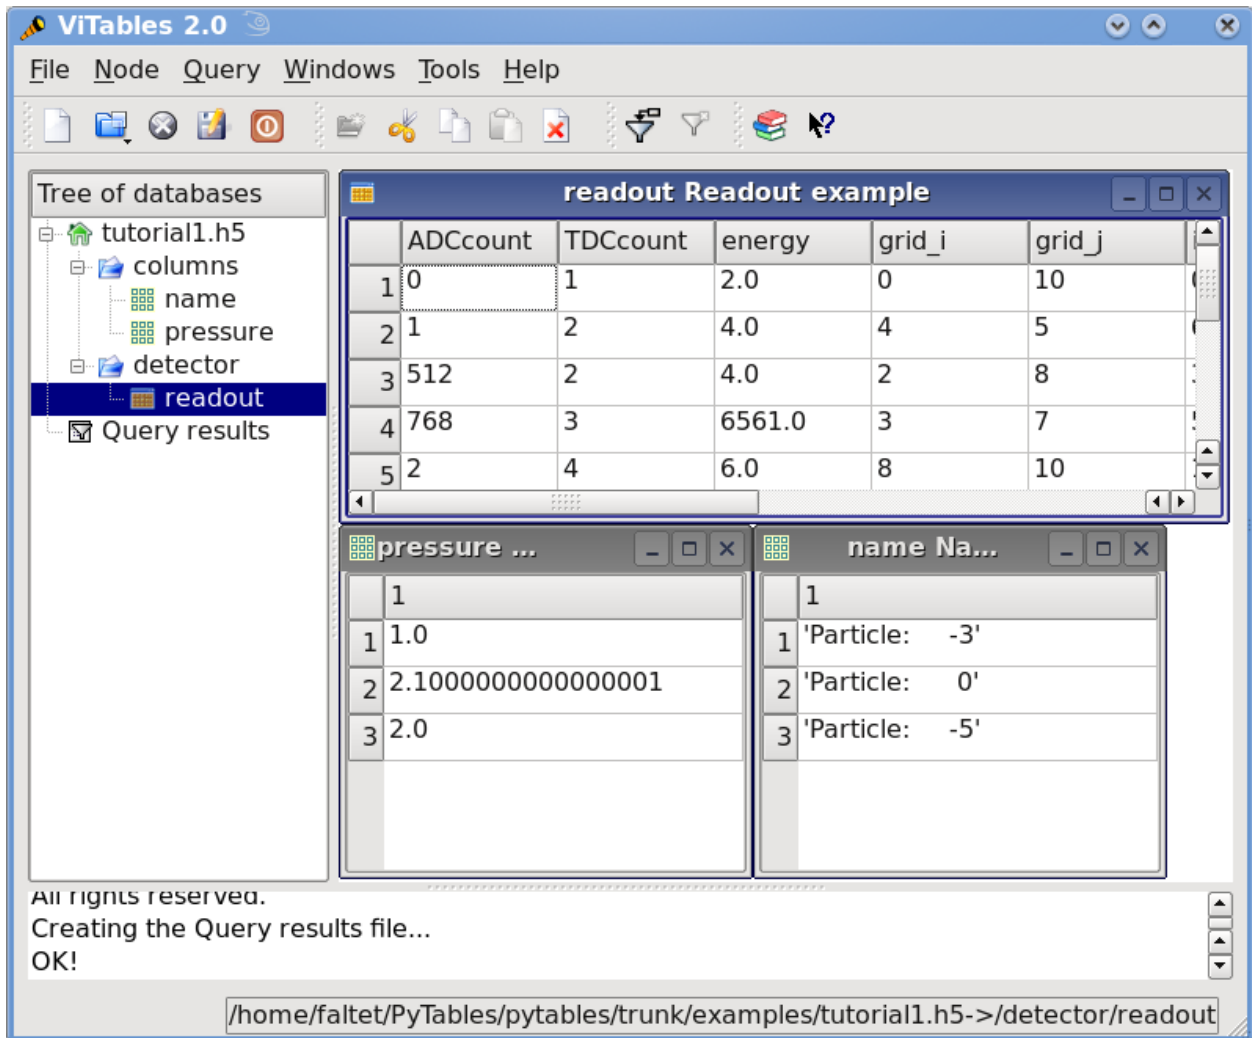 ViTables 2.0
File Node Query Windows Tools Help
Tree of databases
tutorial1.h5
columns
name
pressure
detector
readout
Query results
readout Readout example
ADCcount TDCcount energy grid_i grid_j
1 0 1 2.0 0 10
2 1 2 4.0 4 5
3 512 2 4.0 2 8
4 768 3 6561.0 3 7
5 2 4 6.0 8 10
pressure ...
1
1 1.0
2 2.1000000000000001
3 2.0
name Na...
1
1 'Particle:     -3'
2 'Particle:      0'
3 'Particle:     -5'
All rights reserved.
Creating the Query results file...
OK!
/home/faltet/PyTables/pytables/trunk/examples/tutorial1.h5->/detector/readout